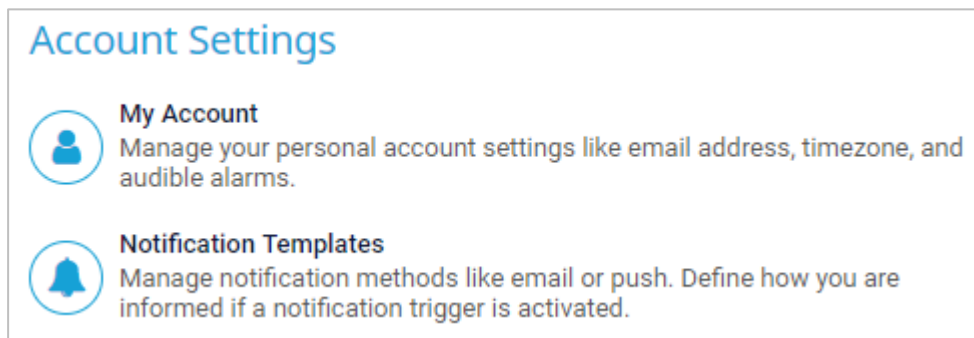 Account Settings
My Account
Manage your personal account settings like email address, timezone, and
audible alarms.
Notification Templates
Manage notification methods like email or push. Define how you are
informed if a notification trigger is activated.